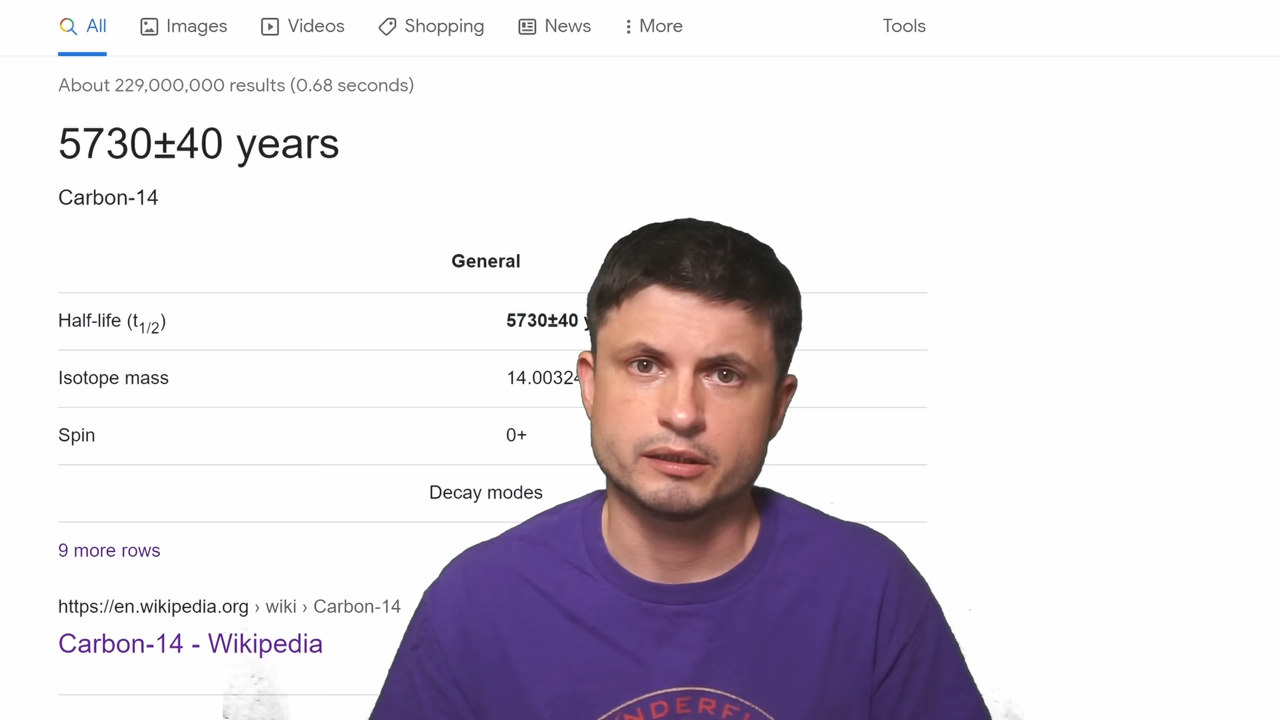 All Images Videos Shopping News More Tools
About 229,000,000 results (0.68 seconds)
5730±40 years
Carbon-14
General
Half-life (t1/2) 5730±40
Isotope mass 14.00324
Spin 0+
Decay modes
9 more rows
https://en.wikipedia.org › wiki › Carbon-14
Carbon-14 - Wikipedia